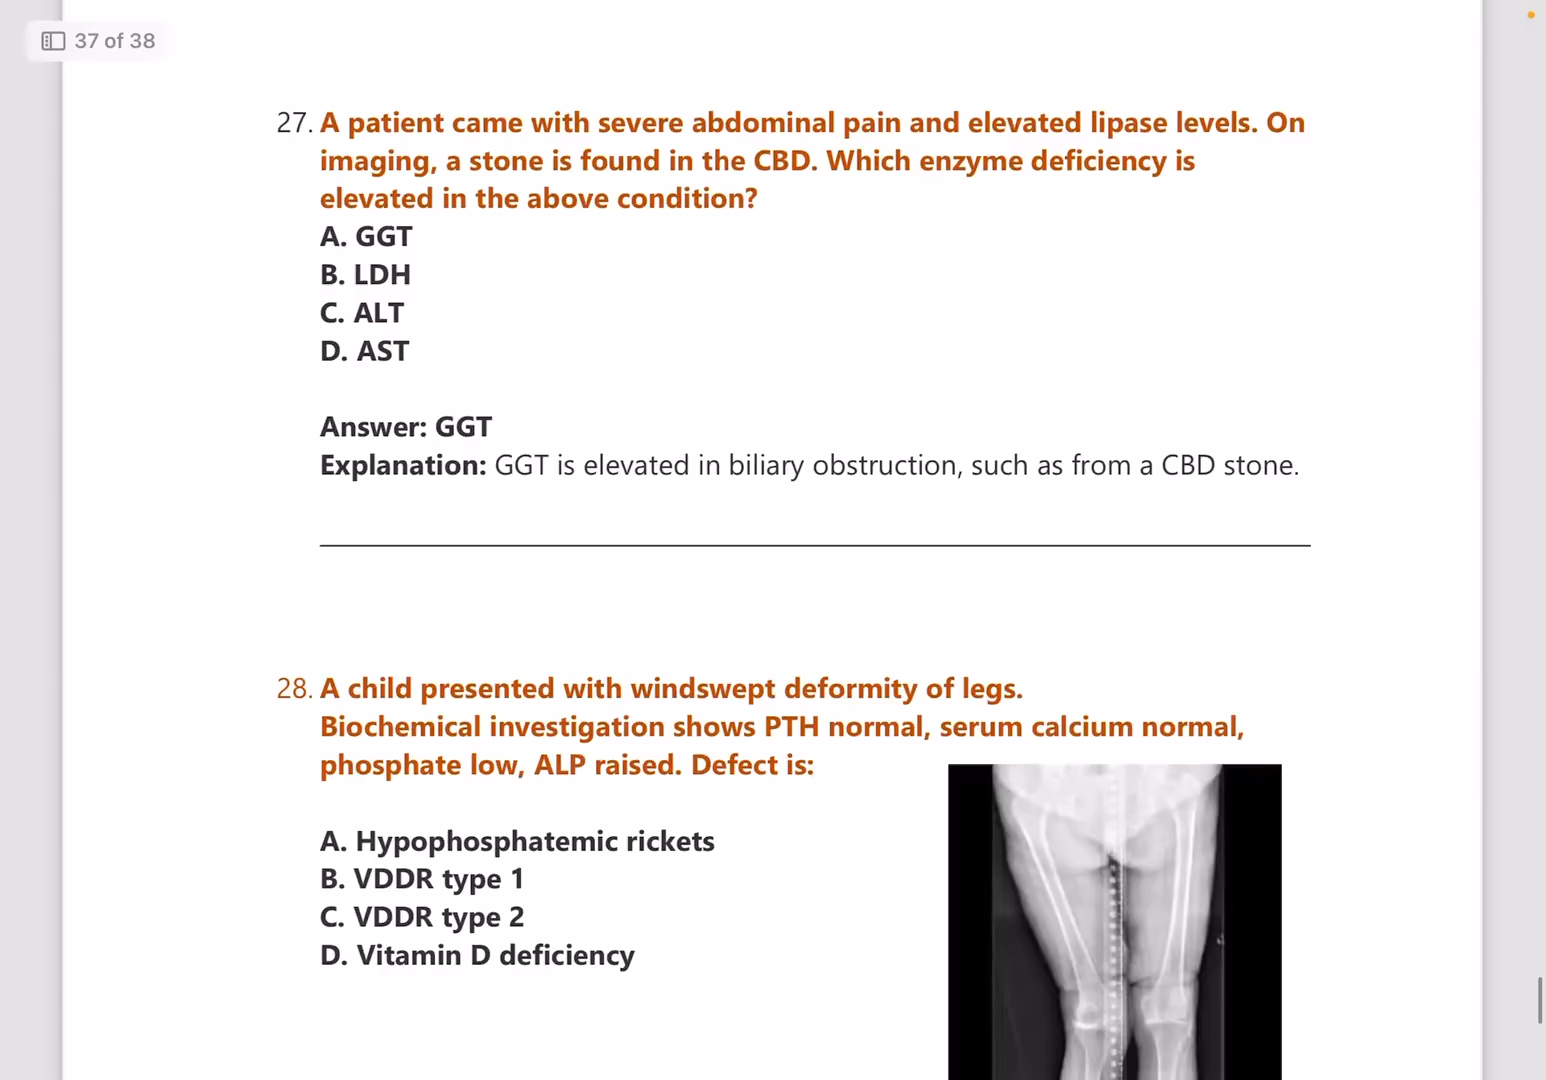 37 of 38
27. A patient came with severe abdominal pain and elevated lipase levels. On
imaging, a stone is found in the CBD. Which enzyme deficiency is
elevated in the above condition?
A. GGT
B. LDH
C. ALT
D. AST
Answer: GGT
Explanation: GGT is elevated in biliary obstruction, such as from a CBD stone.
28. A child presented with windswept deformity of legs.
Biochemical investigation shows PTH normal, serum calcium normal,
phosphate low, ALP raised. Defect is:
A. Hypophosphatemic rickets
B. VDDR type 1
C. VDDR type 2
D. Vitamin D deficiency